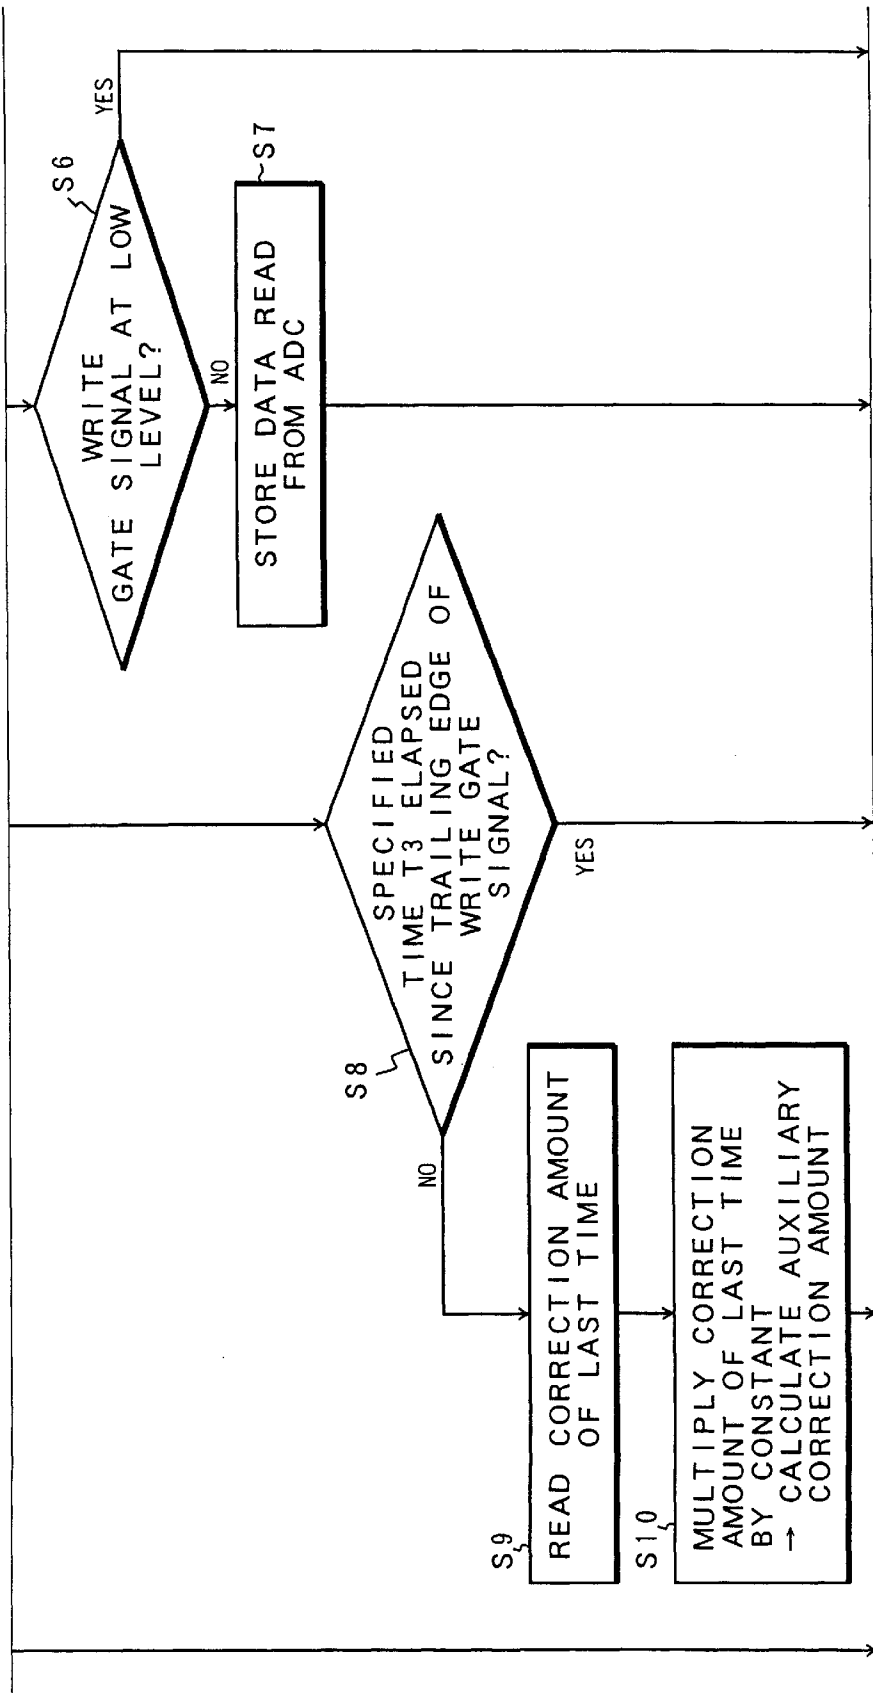 S6
WRITE
GATE SIGNAL AT LOW
LEVEL?
YES
NO
S7
STORE DATA READ
FROM ADC
S8
SPECIFIED
TIME T3 ELAPSED
SINCE TRAILING EDGE OF
WRITE GATE
SIGNAL?
NO
YES
S9
READ CORRECTION AMOUNT
OF LAST TIME
S10
MULTIPLY CORRECTION
AMOUNT OF LAST TIME
BY CONSTANT
→ CALCULATE AUXILIARY
CORRECTION AMOUNT